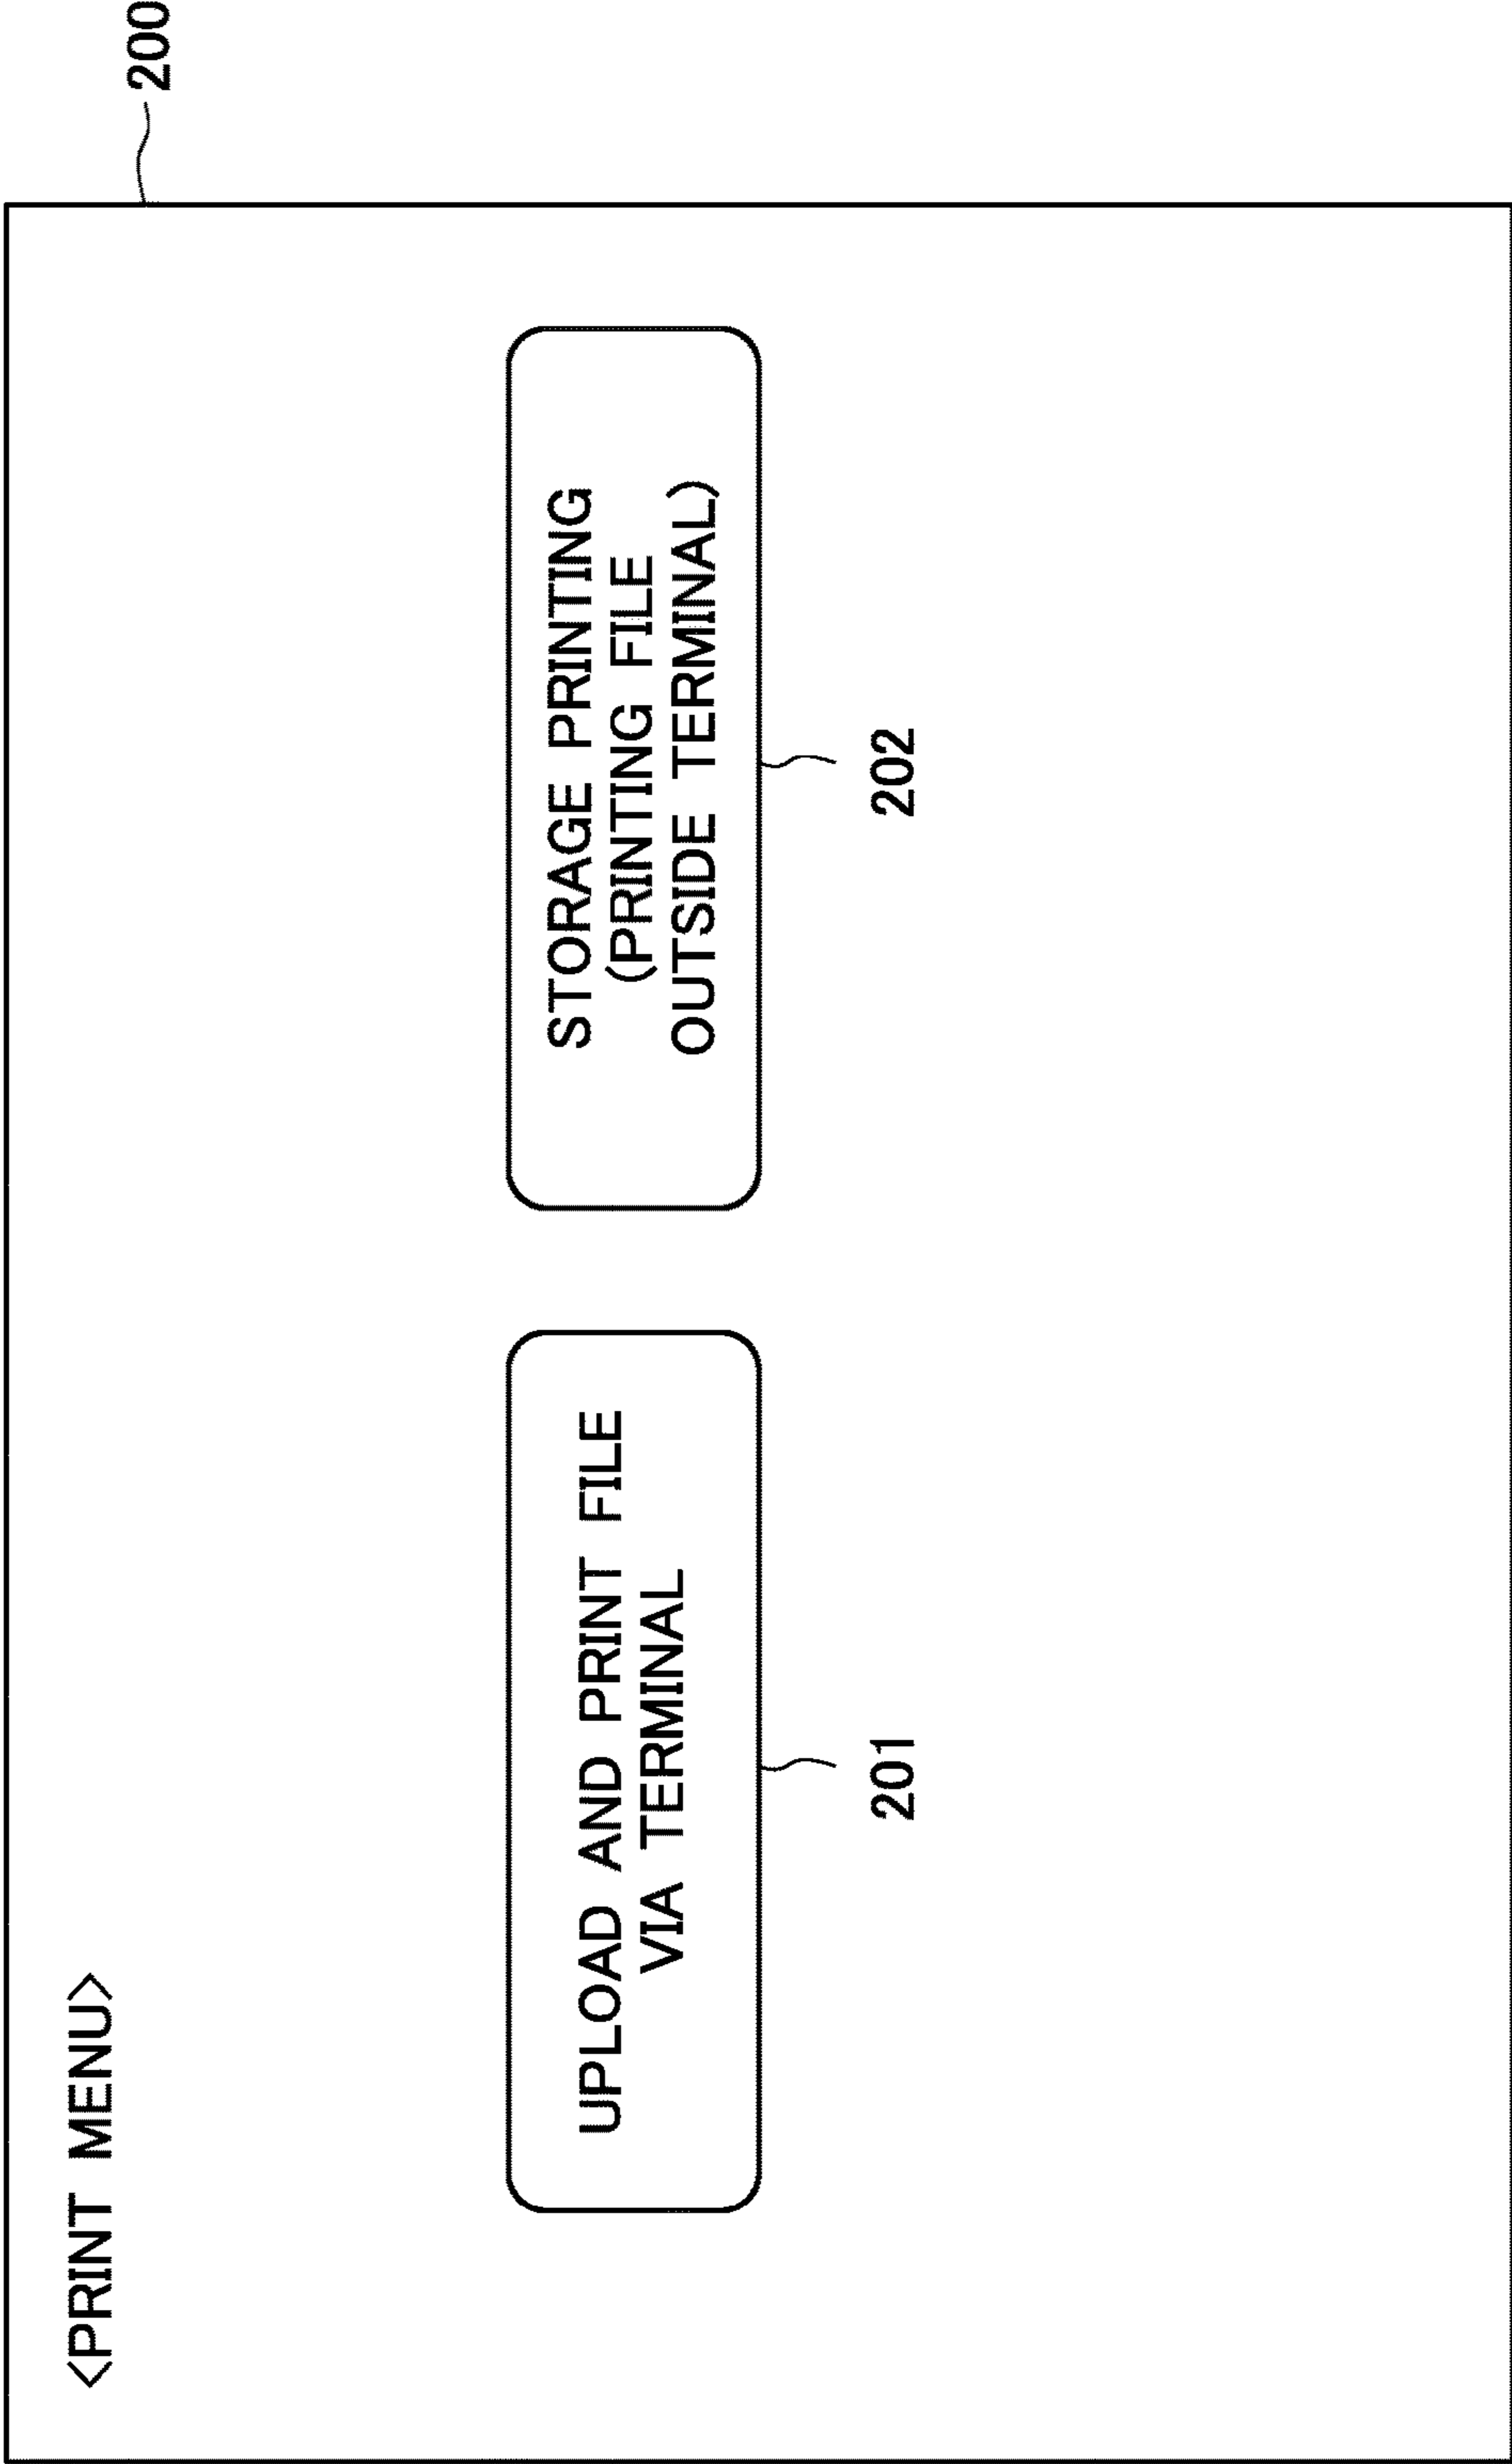 200
<PRINT MENU>
UPLOAD AND PRINT FILE
VIA TERMINAL
201
STORAGE PRINTING
(PRINTING FILE
OUTSIDE TERMINAL)
202